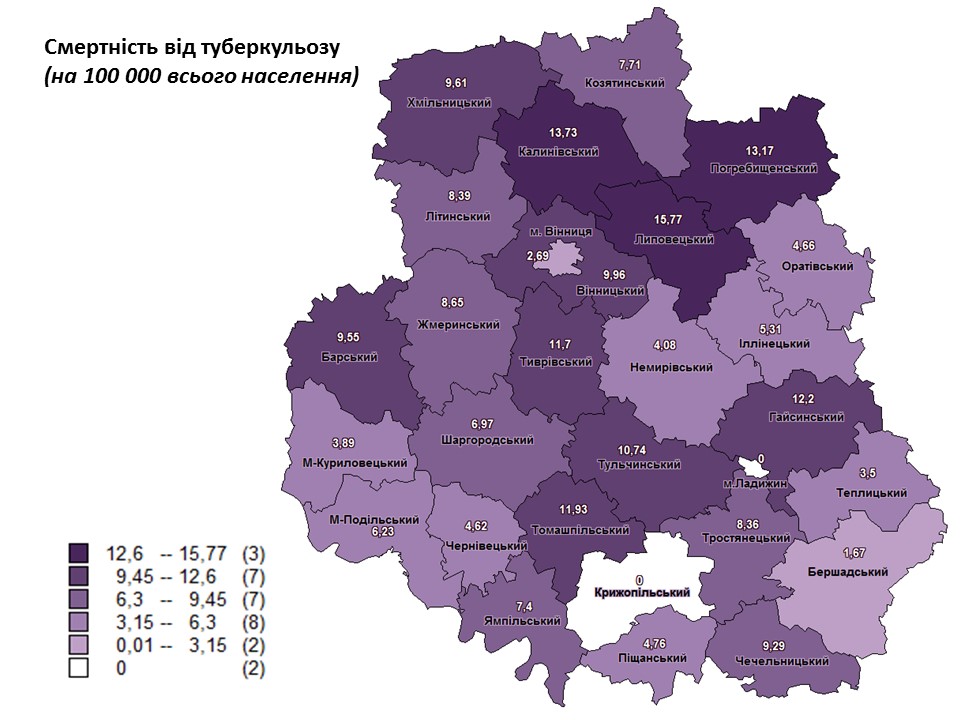 Смертність від туберкульозу
(на 100 000 всього населення)
7,71
Козятинський
9,61
Хмільницький
13,73
Калинівський
13,17
Погребищенський
8,39
Літинський
15,77
Липовецький
м. Вінниця
2,69
9,96
Вінницький
4,66
Оратівський
8,65
Жмеринський
5,31
Іллінецький
9,55
Барський
11,7
Тиврівський
4,08
Немирівський
12,2
Гайсинський
6,97
Шаргородський
3,89
М-Куриловецький
10,74
Тульчинський
0
м.Ладижин
3,5
Теплицький
М-Подільський
6,23
4,62
Чернівецький
11,93
Томашпільський
8,36
Тростянецький
1,67
Бершадський
0
Крижопільський
7,4
Ямпільський
4,76
Піщанський
9,29
Чечельницький
12,6 -- 15,77 (3)
9,45 -- 12,6 (7)
6,3 -- 9,45 (7)
3,15 -- 6,3 (8)
0,01 -- 3,15 (2)
0 (2)